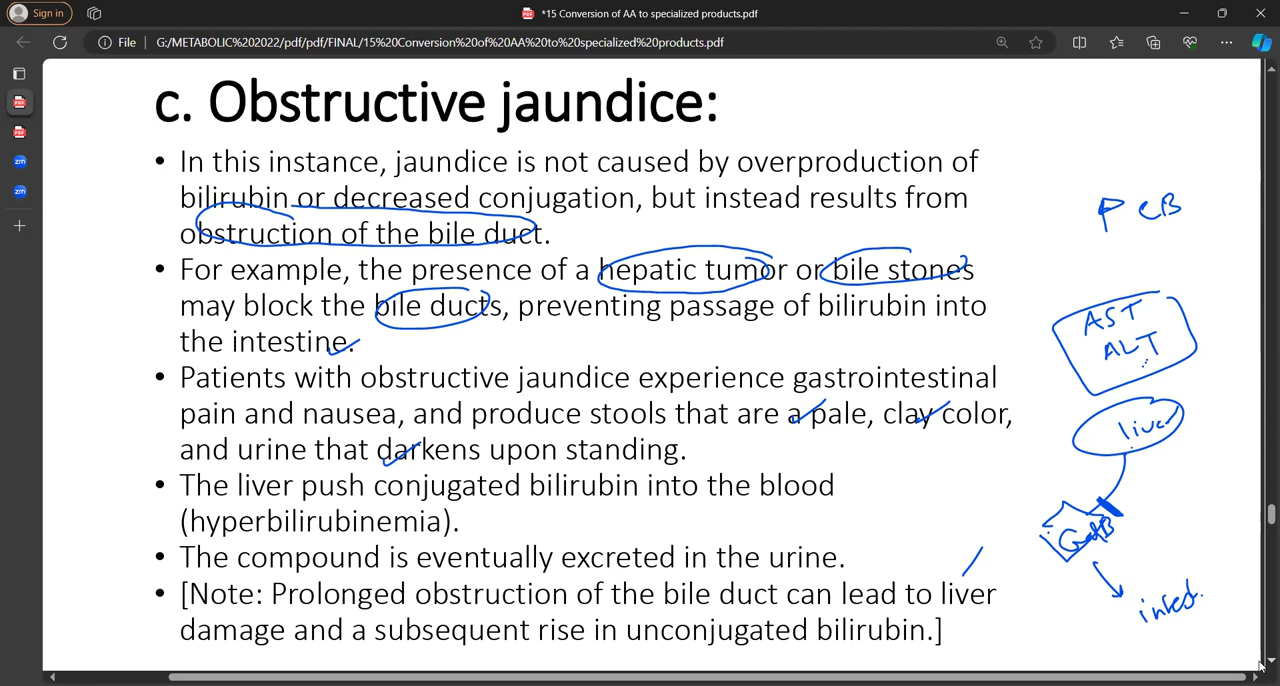 Sign in
*15 Conversion of AA to specialized products.pdf
File
G:/METABOLIC%202022/pdf/pdf/FINAL/15%20Conversion%20of%20AA%20to%20specialized%20products.pdf
c. Obstructive jaundice:
• In this instance, jaundice is not caused by overproduction of
bilirubin or decreased conjugation, but instead results from
obstruction of the bile duct.
• For example, the presence of a hepatic tumor or bile stones
may block the bile ducts, preventing passage of bilirubin into
the intestine.
• Patients with obstructive jaundice experience gastrointestinal
pain and nausea, and produce stools that are a pale, clay color,
and urine that darkens upon standing.
• The liver push conjugated bilirubin into the blood
(hyperbilirubinemia).
• The compound is eventually excreted in the urine.
• [Note: Prolonged obstruction of the bile duct can lead to liver
damage and a subsequent rise in unconjugated bilirubin.]
CB
AST
ALT
liver